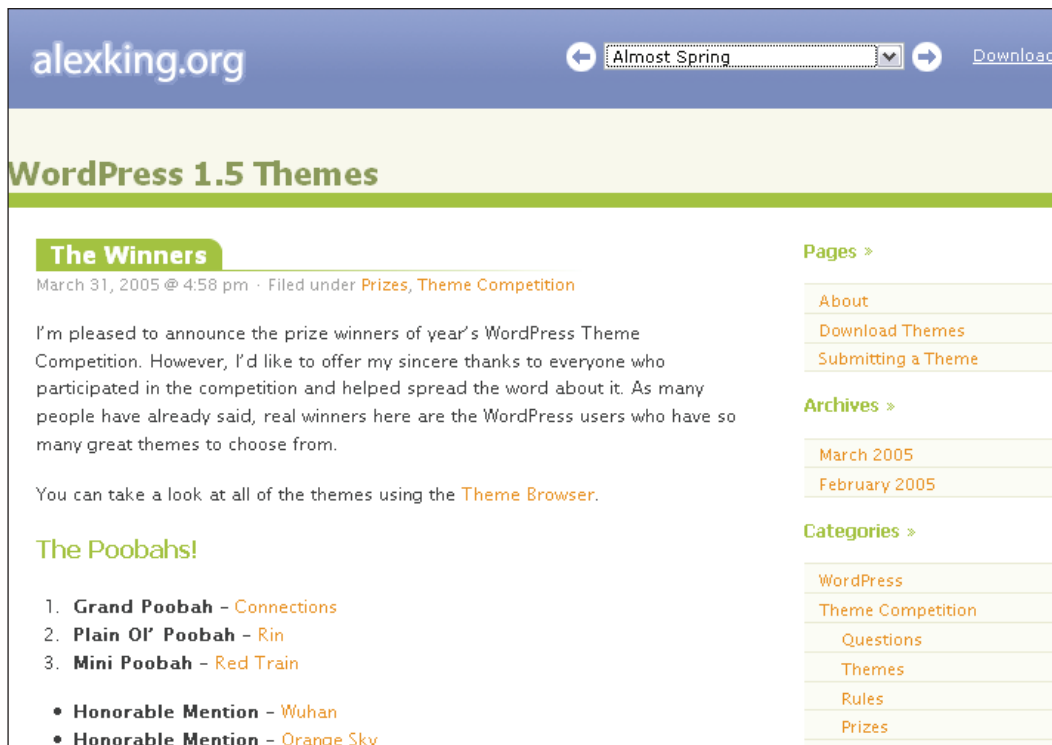 alexking.org
Almost Spring
Download
WordPress 1.5 Themes
The Winners
March 31, 2005 @ 4:58 pm · Filed under Prizes, Theme Competition
I'm pleased to announce the prize winners of year's WordPress Theme
Competition. However, I'd like to offer my sincere thanks to everyone who
participated in the competition and helped spread the word about it. As many
people have already said, real winners here are the WordPress users who have so
many great themes to choose from.
You can take a look at all of the themes using the Theme Browser.
The Poobahs!
1. Grand Poobah – Connections
2. Plain Ol' Poobah – Rin
3. Mini Poobah – Red Train
• Honorable Mention – Wuhan
• Honorable Mention – Orange Sky
Pages »
About
Download Themes
Submitting a Theme
Archives »
March 2005
February 2005
Categories »
WordPress
Theme Competition
Questions
Themes
Rules
Prizes